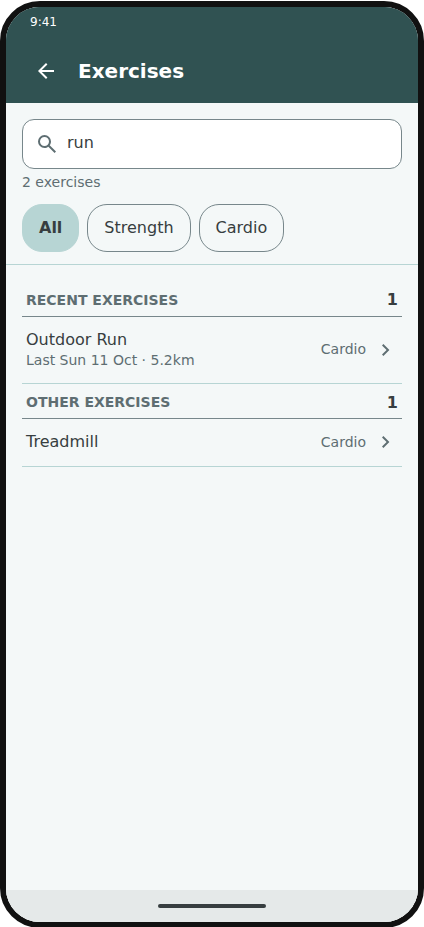 9:41
Exercises
run
2 exercises
All Strength Cardio
RECENT EXERCISES 1
Outdoor Run
Last Sun 11 Oct · 5.2km
Cardio
OTHER EXERCISES 1
Treadmill Cardio